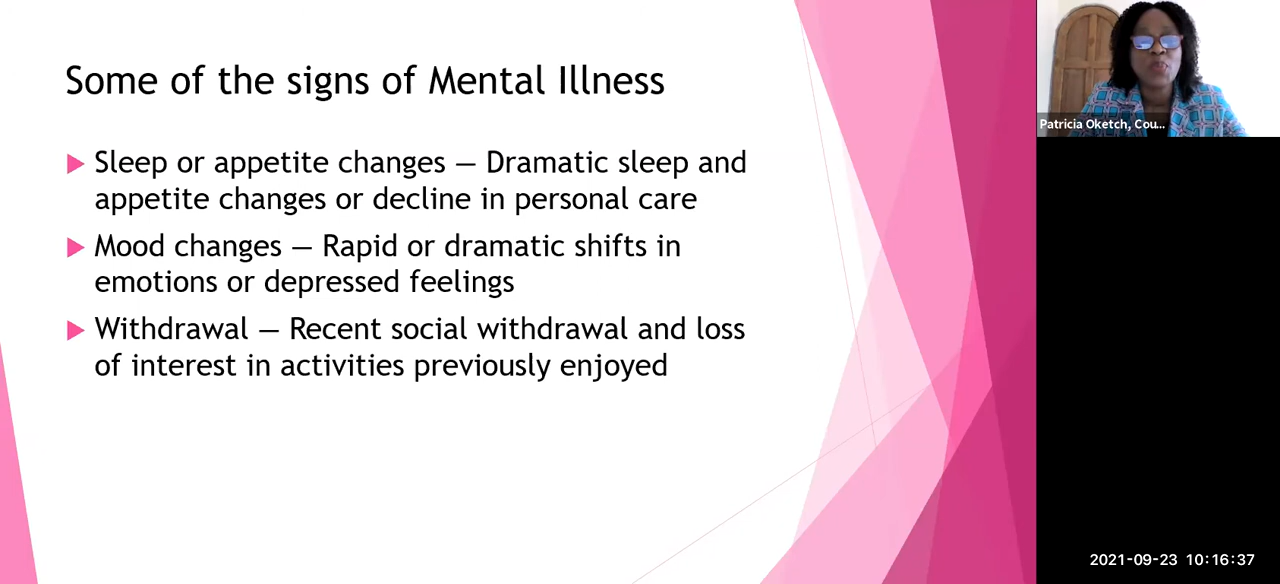 Some of the signs of Mental Illness
Sleep or appetite changes — Dramatic sleep and
appetite changes or decline in personal care
Mood changes — Rapid or dramatic shifts in
emotions or depressed feelings
Withdrawal — Recent social withdrawal and loss
of interest in activities previously enjoyed
Patricia Oketch, Cou...
2021-09-23 10:16:37